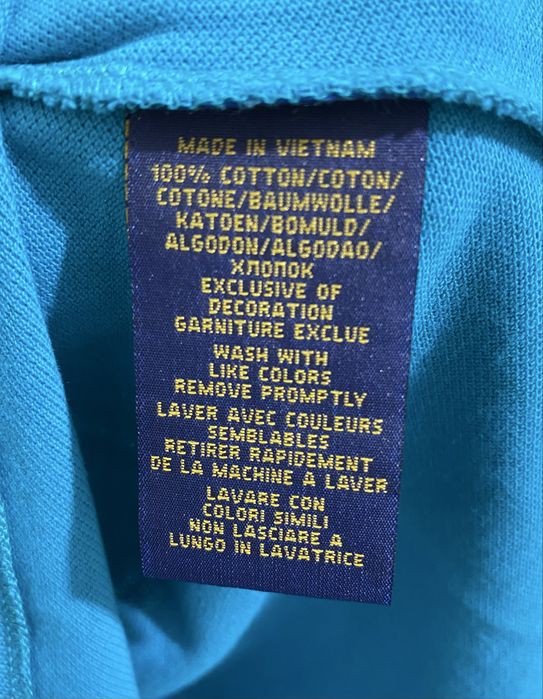 MADE IN VIETNAM
100% COTTON/COTON/
COTONE/BAUMWOLLE/
KATOEN/BOMULD/
ALGODON/ALGODAO/
ХЛОПОК
EXCLUSIVE OF
DECORATION
GARNITURE EXCLUE
WASH WITH
LIKE COLORS
REMOVE PROMPTLY
LAVER AVEC COULEURS
SEMBLABLES
RETIRER RAPIDEMENT
DE LA MACHINE À LAVER
LAVARE CON
COLORI SIMILI
NON LASCIARE A
LUNGO IN LAVATRICE